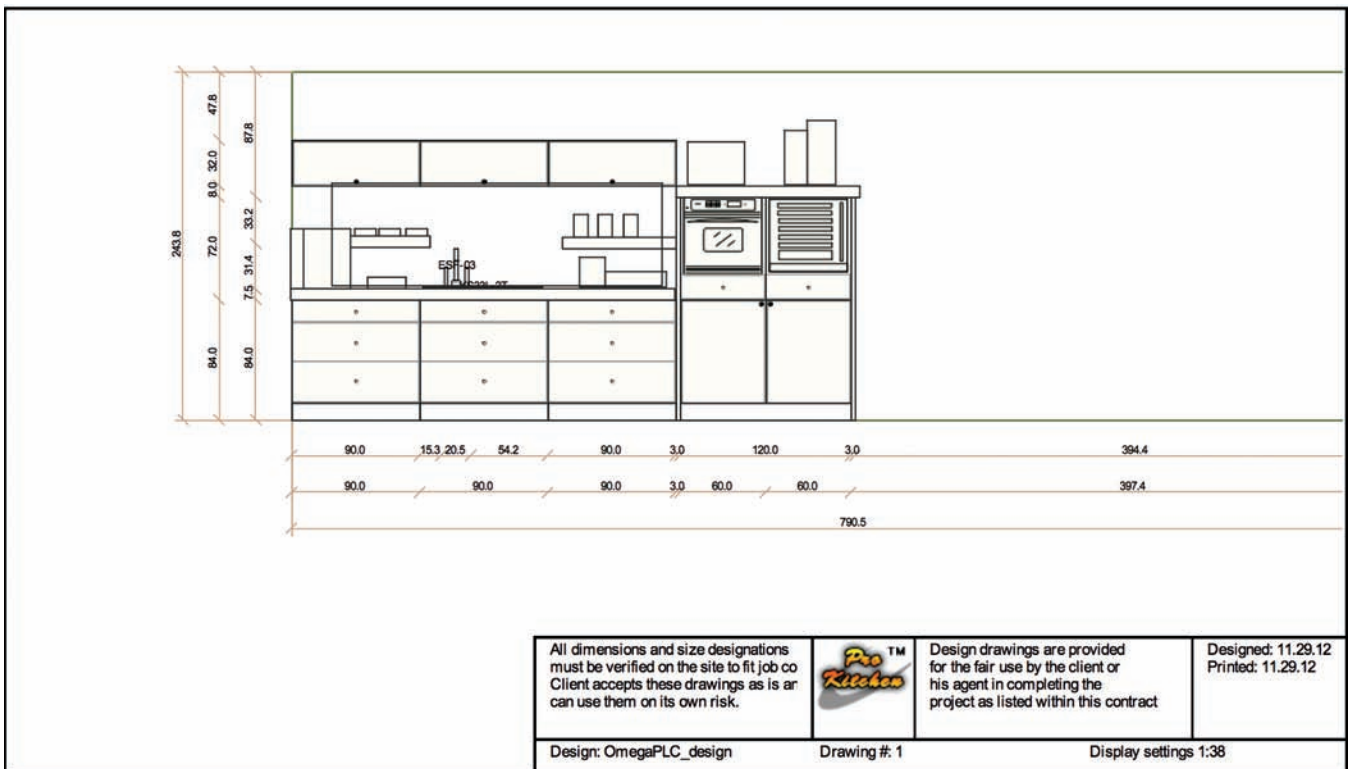 47.8
32.0
8.0
72.0
84.0
243.8
87.8
33.2
31.4
7.5
84.0
ESF-03
90.0 15.3 20.5 54.2 90.0 3.0 120.0 3.0 394.4
90.0 90.0 90.0 3.0 60.0 60.0 397.4
790.5
All dimensions and size designations
must be verified on the site to fit job co
Client accepts these drawings as is ar
can use them on its own risk.
Pro
Kitchen
TM
Design drawings are provided
for the fair use by the client or
his agent in completing the
project as listed within this contract
Designed: 11.29.12
Printed: 11.29.12
Design: OmegaPLC_design
Drawing #: 1
Display settings 1:38